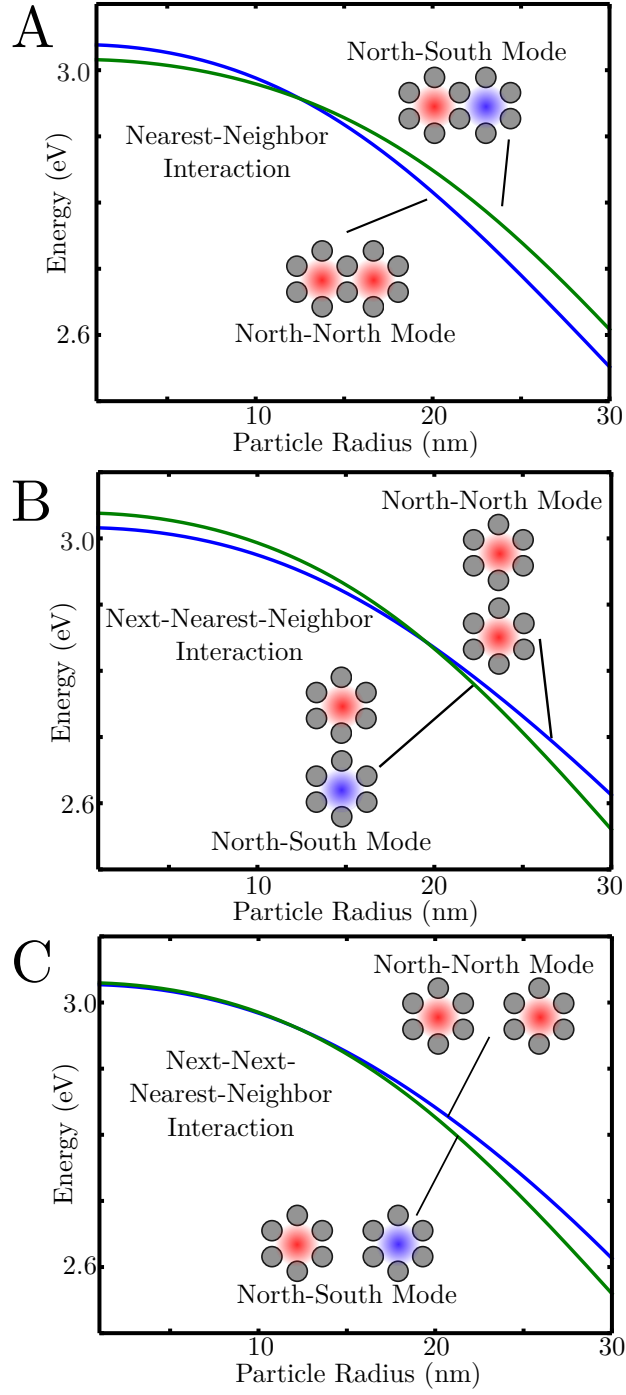 A
North-South Mode
3.0
Nearest-Neighbor
Interaction
Energy (eV)
North-North Mode
2.6
10
20
30
Particle Radius (nm)
B
North-North Mode
3.0
Next-Nearest-Neighbor
Interaction
Energy (eV)
2.6
North-South Mode
10
20
30
Particle Radius (nm)
C
North-North Mode
3.0
Next-Next-
Nearest-Neighbor
Interaction
Energy (eV)
2.6
North-South Mode
10
20
30
Particle Radius (nm)